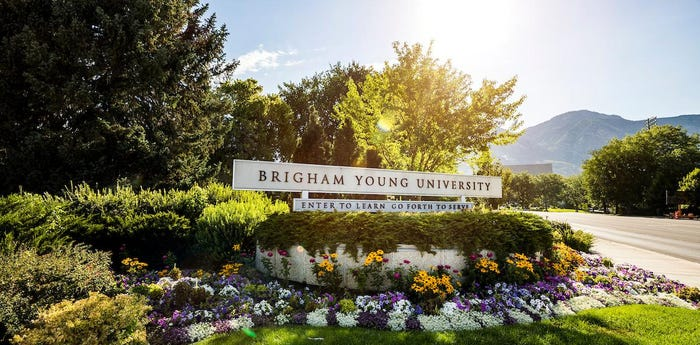 BRIGHAM YOUNG UNIVERSITY
ENTER TO LEARN GO FORTH TO SERVE